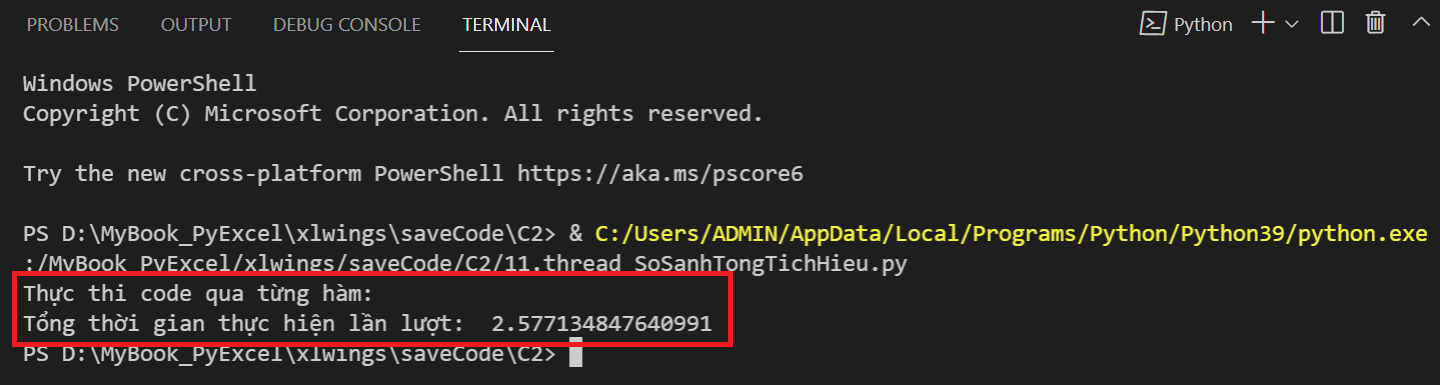 PROBLEMS OUTPUT DEBUG CONSOLE TERMINAL Python
Windows PowerShell
Copyright (C) Microsoft Corporation. All rights reserved.
Try the new cross-platform PowerShell https://aka.ms/pscore6
PS D:\MyBook_PyExcel\xlwings\saveCode\C2> & C:/Users/ADMIN/AppData/Local/Programs/Python/Python39/python.exe
:/MyBook_PyExcel/xlwings/saveCode/C2/11.thread_SoSanhTongTichHieu.py
Thực thi code qua từng hàm:
Tổng thời gian thực hiện lần lượt:  2.577134847640991
PS D:\MyBook_PyExcel\xlwings\saveCode\C2>